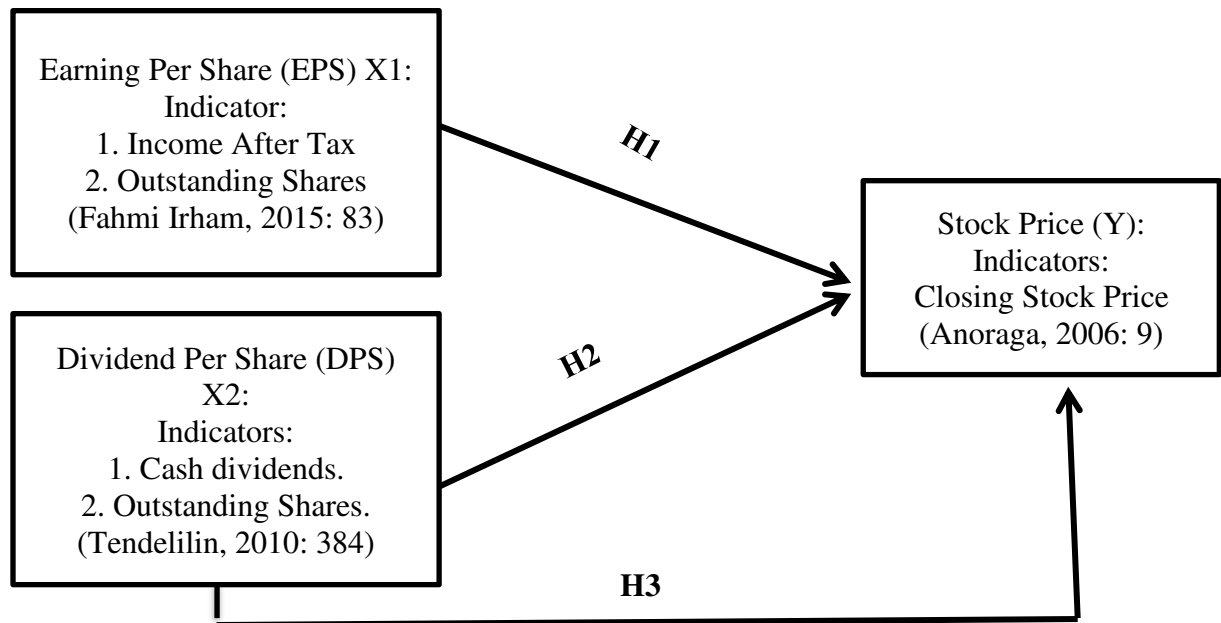 Earning Per Share (EPS) X1:
Indicator:
1. Income After Tax
2. Outstanding Shares
(Fahmi Irham, 2015: 83)
H1
Stock Price (Y):
Indicators:
Closing Stock Price
(Anoraga, 2006: 9)
Dividend Per Share (DPS)
X2:
Indicators:
1. Cash dividends.
2. Outstanding Shares.
(Tendelilin, 2010: 384)
H2
H3